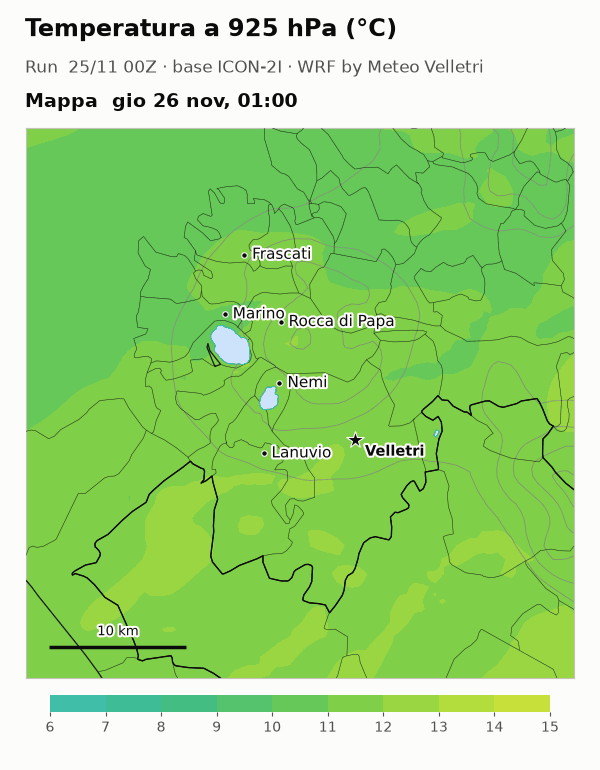 Temperatura a 925 hPa (°C)
Run  25/11 00Z · base ICON-2I · WRF by Meteo Velletri
Mappa  gio 26 nov, 01:00
Frascati
Marino
Rocca di Papa
Nemi
Velletri
Lanuvio
10 km
6 7 8 9 10 11 12 13 14 15